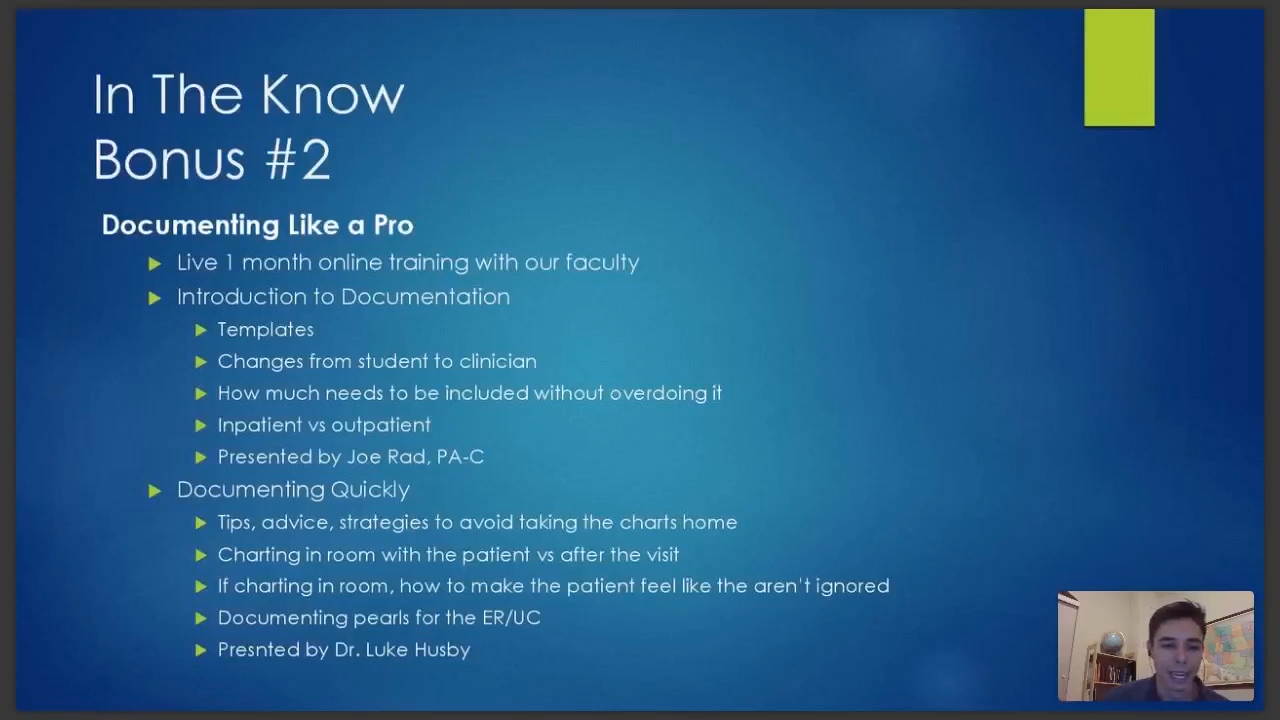 In The Know
Bonus #2
Documenting Like a Pro
Live 1 month online training with our faculty
Introduction to Documentation
Templates
Changes from student to clinician
How much needs to be included without overdoing it
Inpatient vs outpatient
Presented by Joe Rad, PA-C
Documenting Quickly
Tips, advice, strategies to avoid taking the charts home
Charting in room with the patient vs after the visit
If charting in room, how to make the patient feel like the aren't ignored
Documenting pearls for the ER/UC
Presnted by Dr. Luke Husby